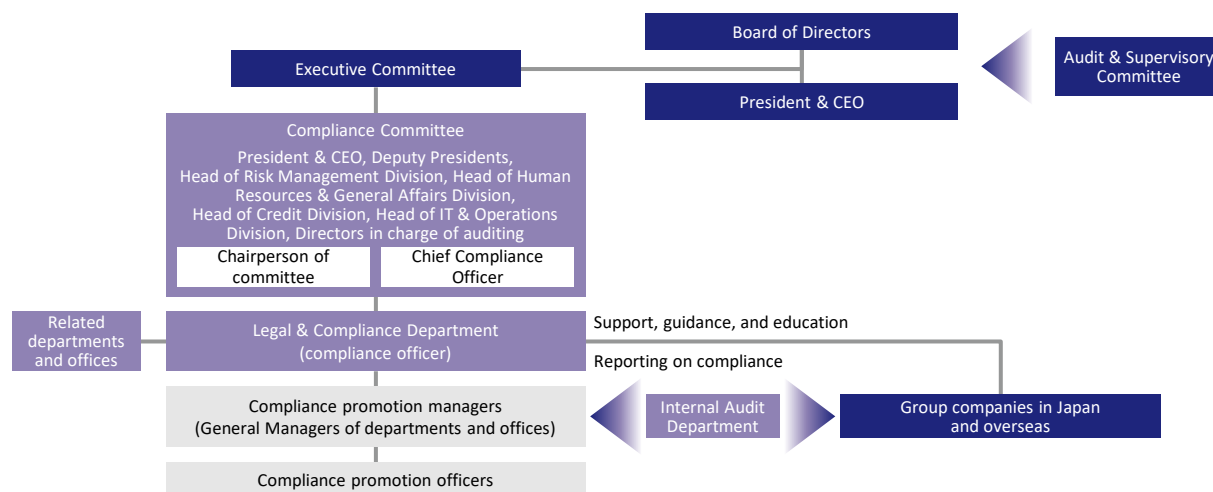 Board of Directors
Executive Committee
Audit & Supervisory
Committee
President & CEO
Compliance Committee
President & CEO, Deputy Presidents,
Head of Risk Management Division, Head of Human
Resources & General Affairs Division,
Head of Credit Division, Head of IT & Operations
Division, Directors in charge of auditing
Chairperson of
committee
Chief Compliance
Officer
Related
departments
and offices
Legal & Compliance Department
(compliance officer)
Support, guidance, and education
Reporting on compliance
Compliance promotion managers
(General Managers of departments and offices)
Internal Audit
Department
Group companies in Japan
and overseas
Compliance promotion officers